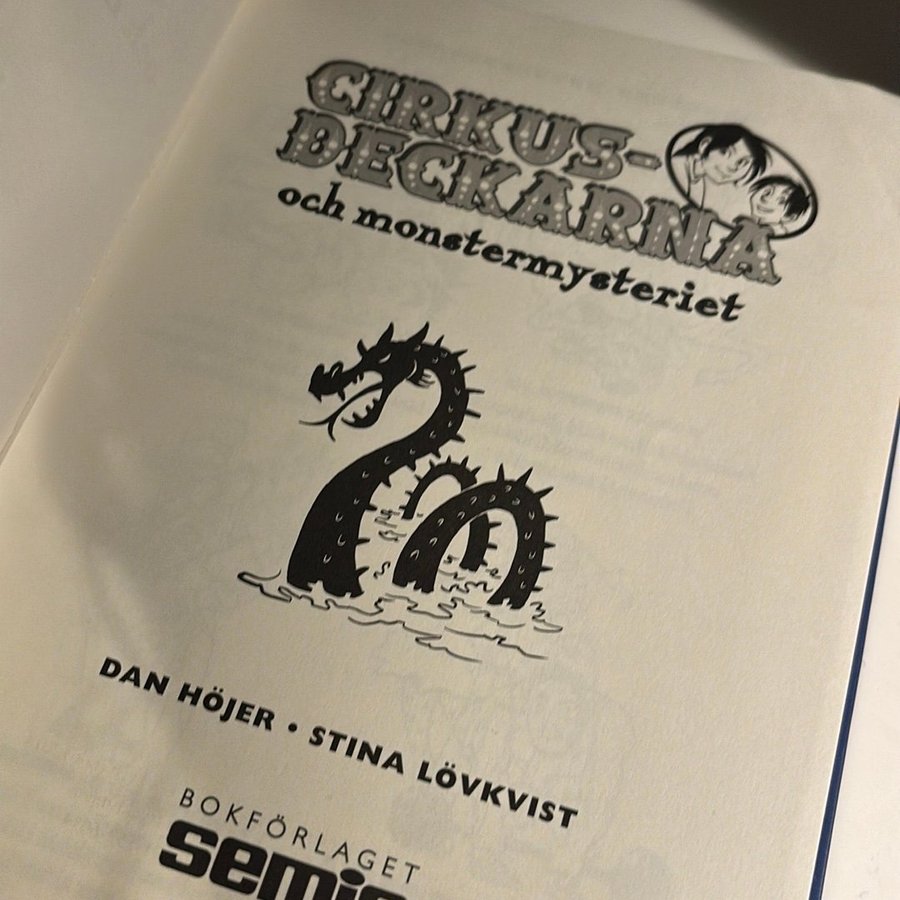 CIRKUS-
DECKARNA
och monstermysteriet
DAN HÖJER • STINA LÖVKVIST
BOKFÖRLAGET